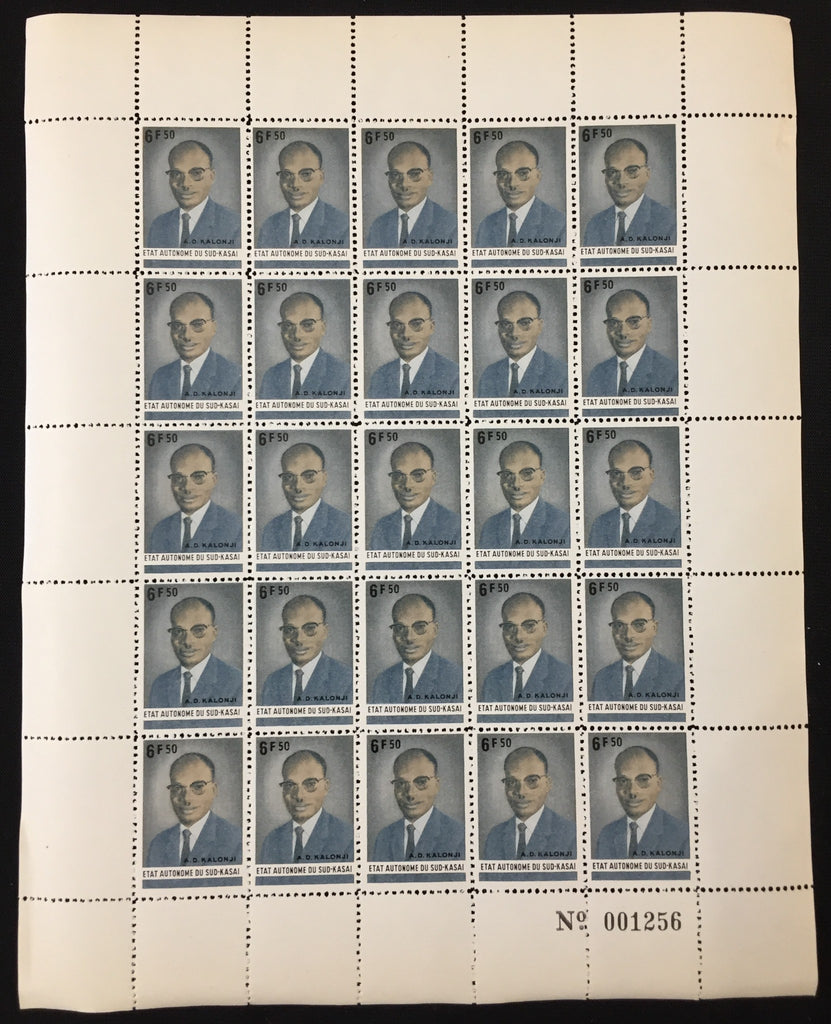 6F50 6F50 6F50 6F50 6F50
A.D. KALONJI A.D. KALONJI A.D. KALONJI A.D. KALONJI A.D. KALONJI
ETAT AUTONOME DU SUD-KASAI ETAT AUTONOME DU SUD-KASAI ETAT AUTONOME DU SUD-KASAI ETAT AUTONOME DU SUD-KASAI ETAT AUTONOME DU SUD-KASAI
6F50 6F50 6F50 6F50 6F50
A.D. KALONJI A.D. KALONJI A.D. KALONJI A.D. KALONJI A.D. KALONJI
ETAT AUTONOME DU SUD-KASAI ETAT AUTONOME DU SUD-KASAI ETAT AUTONOME DU SUD-KASAI ETAT AUTONOME DU SUD-KASAI ETAT AUTONOME DU SUD-KASAI
6F50 6F50 6F50 6F50 6F50
A.D. KALONJI A.D. KALONJI A.D. KALONJI A.D. KALONJI A.D. KALONJI
ETAT AUTONOME DU SUD-KASAI ETAT AUTONOME DU SUD-KASAI ETAT AUTONOME DU SUD-KASAI ETAT AUTONOME DU SUD-KASAI ETAT AUTONOME DU SUD-KASAI
6F50 6F50 6F50 6F50 6F50
A.D. KALONJI A.D. KALONJI A.D. KALONJI A.D. KALONJI A.D. KALONJI
ETAT AUTONOME DU SUD-KASAI ETAT AUTONOME DU SUD-KASAI ETAT AUTONOME DU SUD-KASAI ETAT AUTONOME DU SUD-KASAI ETAT AUTONOME DU SUD-KASAI
6F50 6F50 6F50 6F50 6F50
A.D. KALONJI A.D. KALONJI A.D. KALONJI A.D. KALONJI A.D. KALONJI
ETAT AUTONOME DU SUD-KASAI ETAT AUTONOME DU SUD-KASAI ETAT AUTONOME DU SUD-KASAI ETAT AUTONOME DU SUD-KASAI ETAT AUTONOME DU SUD-KASAI
Nº 001256